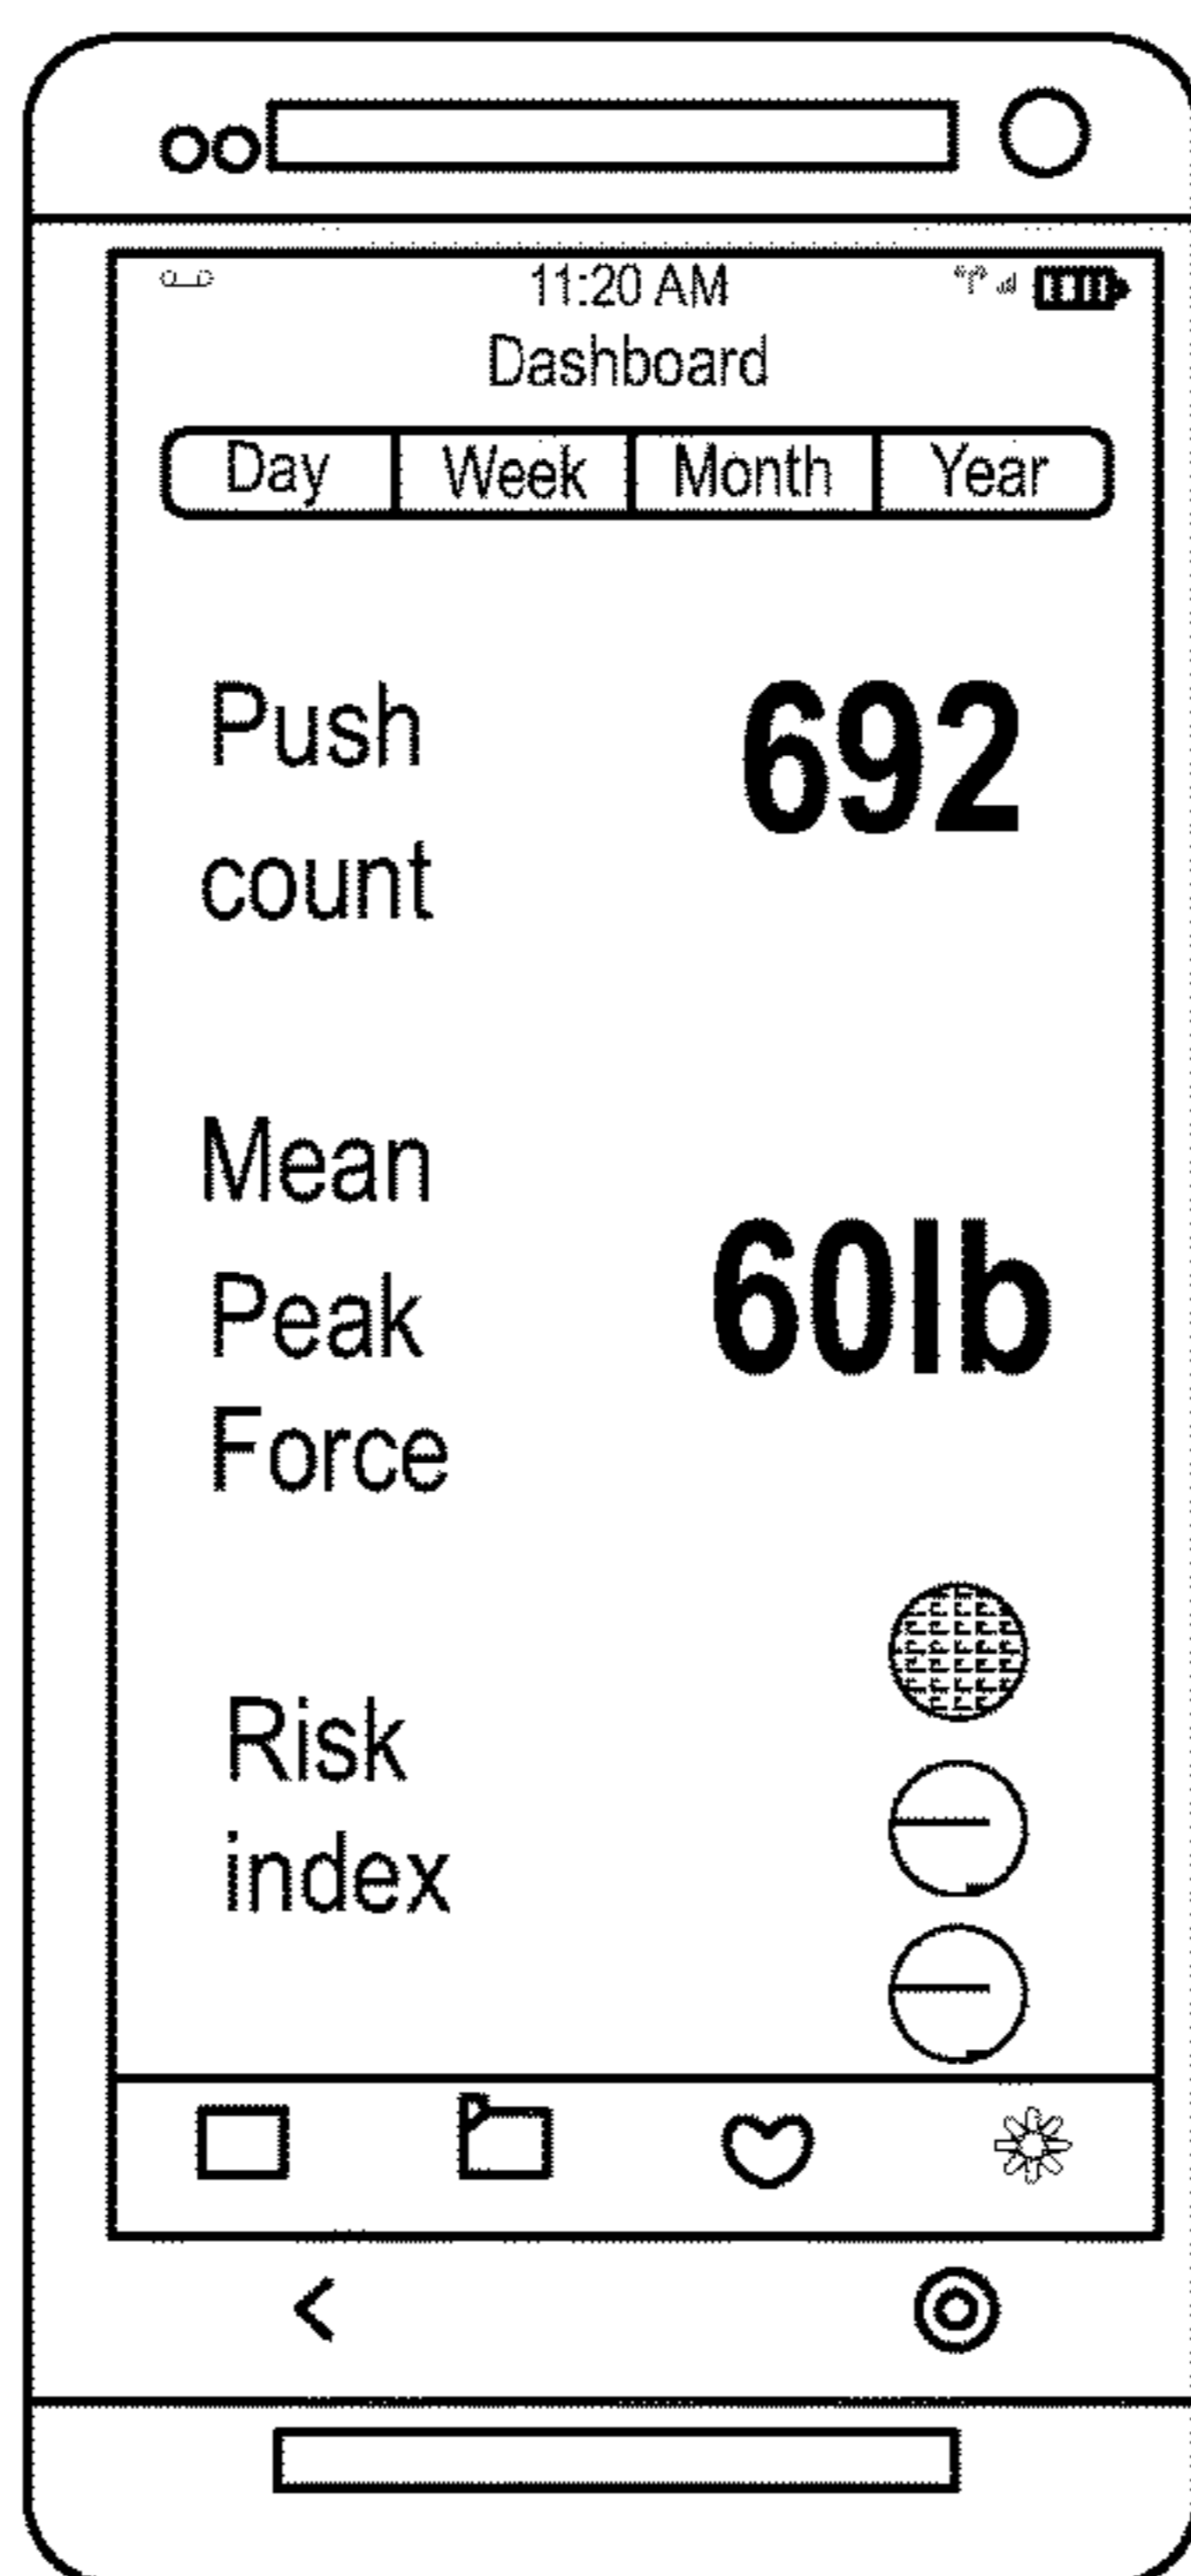 11:20 AM
Dashboard
Day Week Month Year
Push
count
692
Mean
Peak
Force
60lb
Risk
index